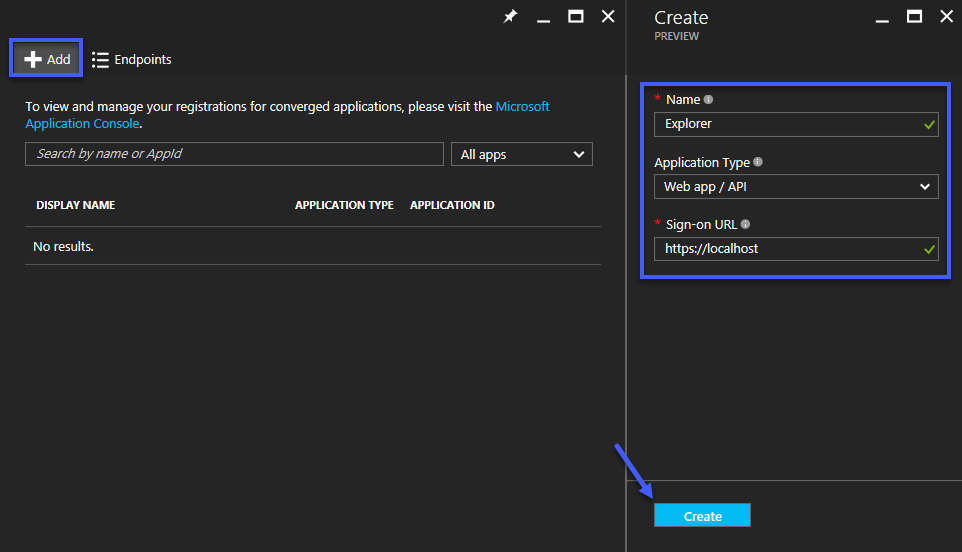 Add
Endpoints
To view and manage your registrations for converged applications, please visit the Microsoft
Application Console.
Search by name or AppId
All apps
DISPLAY NAME APPLICATION TYPE APPLICATION ID
No results.
Create
PREVIEW
* Name
Explorer
Application Type
Web app / API
* Sign-on URL
https://localhost
Create